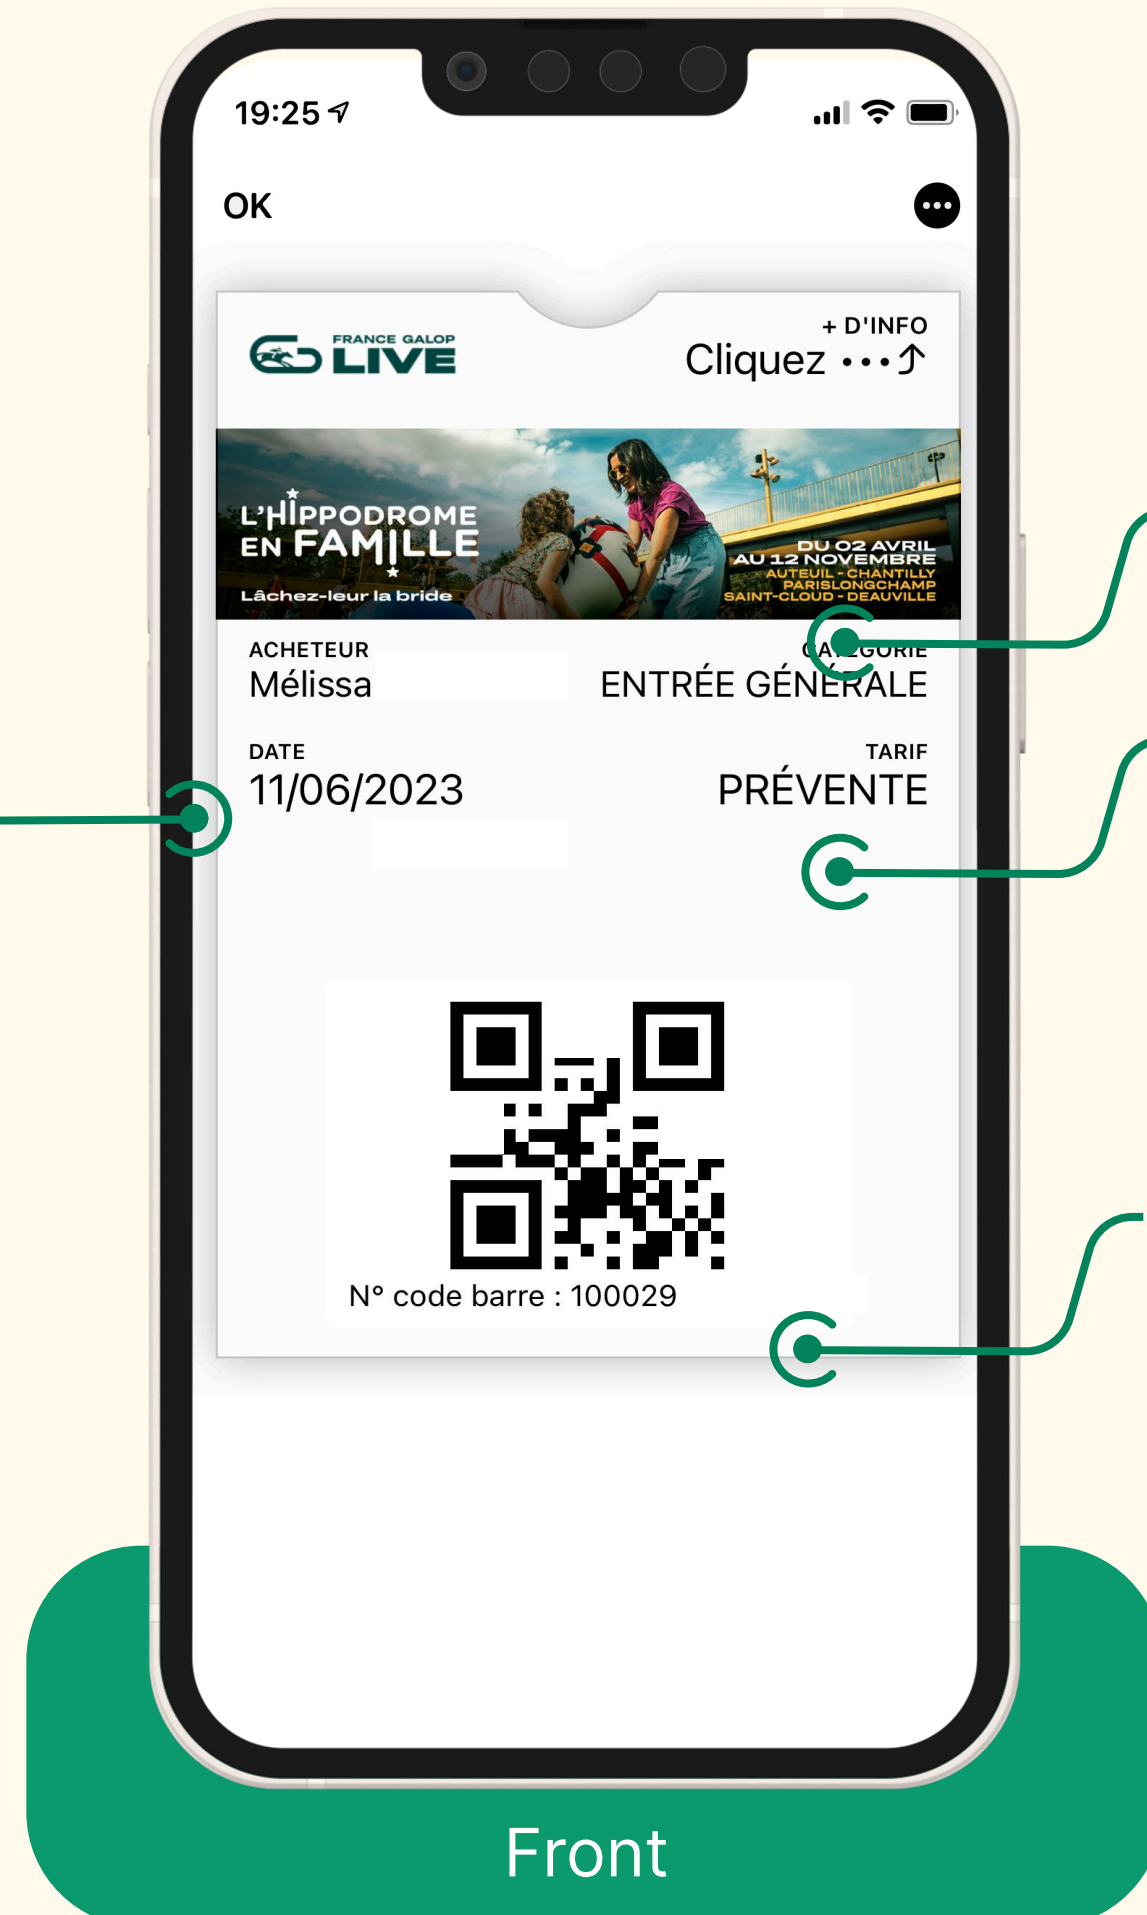 19:25
OK
FRANCE GALOP
LIVE
+ D'INFO
Cliquez
L'HIPPODROME
EN FAMILLE
Lâchez-leur la bride
DU 02 AVRIL
AU 12 NOVEMBRE
AUTEUIL - CHANTILLY
PARISLONGCHAMP
SAINT-CLOUD - DEAUVILLE
ACHETEUR
Mélissa
CATÉGORIE
ENTRÉE GÉNÉRALE
DATE
11/06/2023
TARIF
PRÉVENTE
N° code barre : 100029
Front